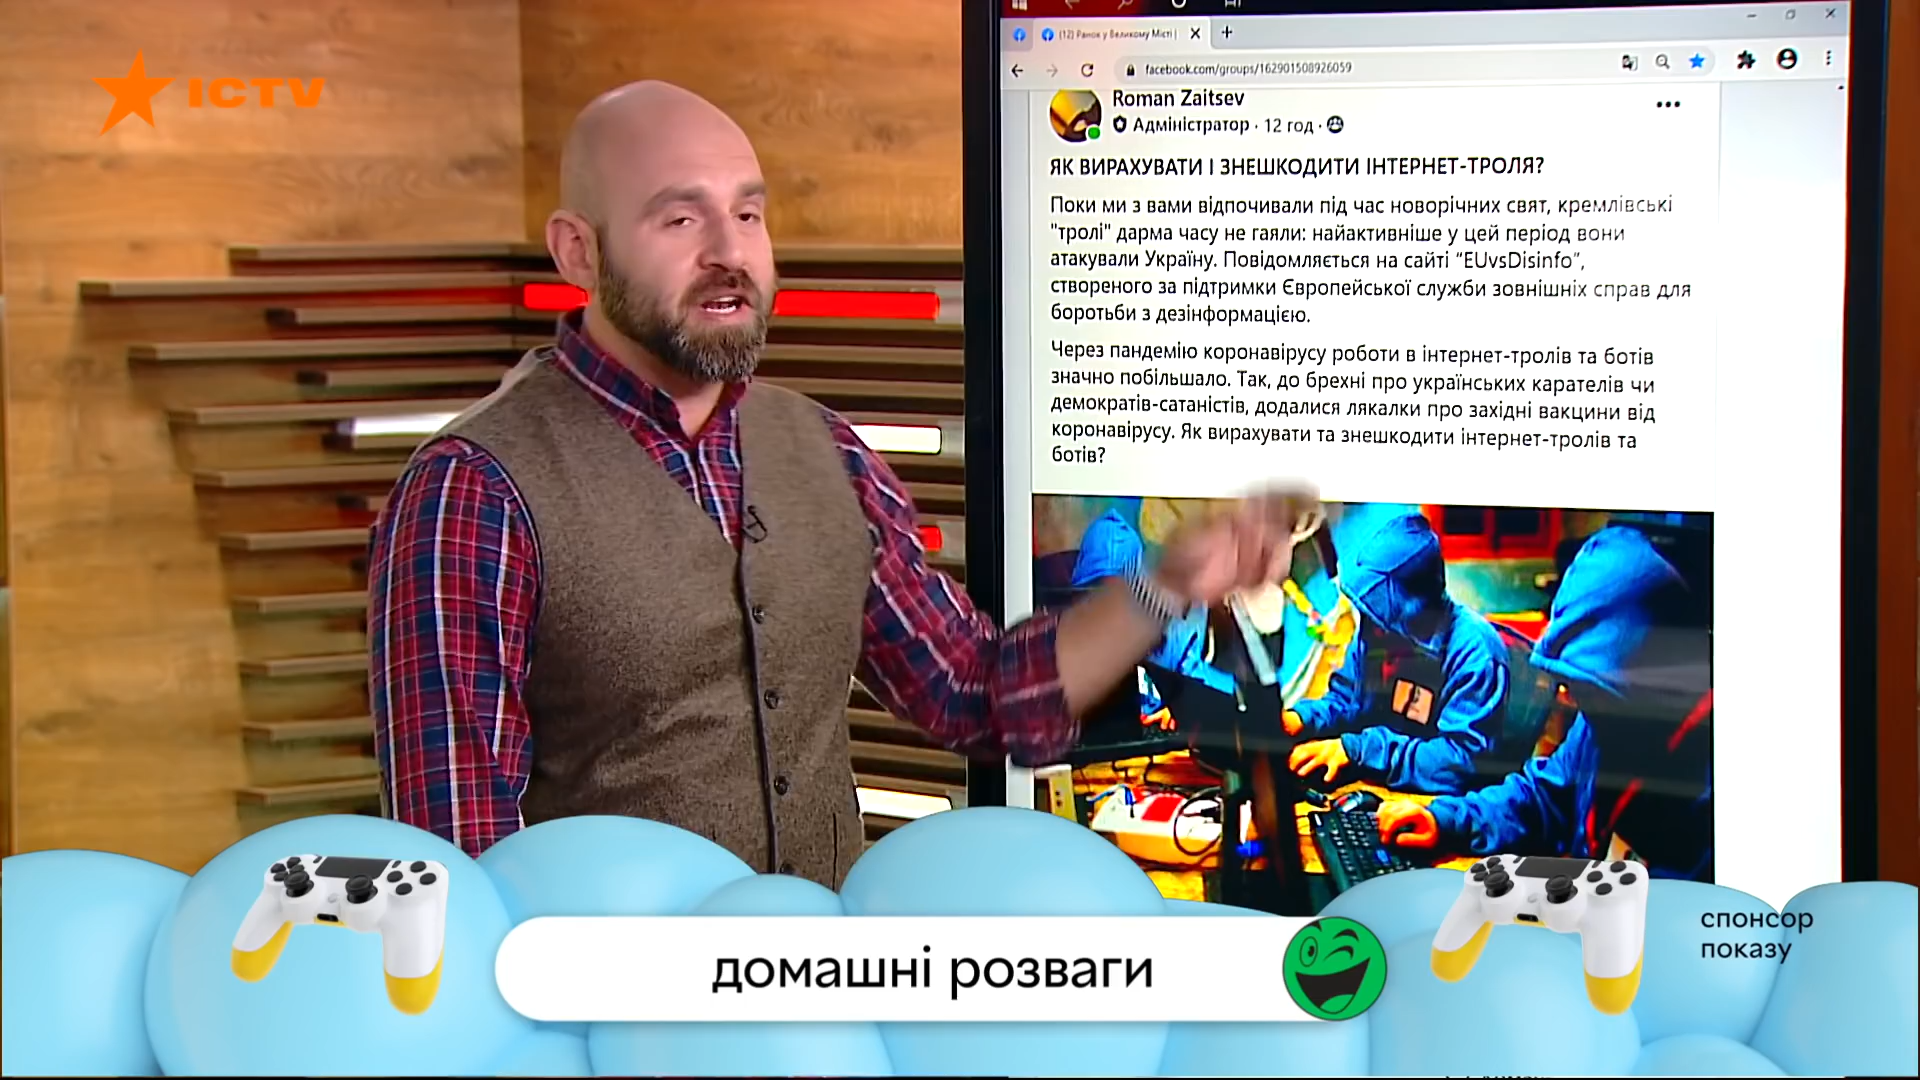 ICTV
(12) Ранок у Великому Місті |
facebook.com/groups/162901508926059
Roman Zaitsev
Адміністратор · 12 год ·
ЯК ВИРАХУВАТИ І ЗНЕШКОДИТИ ІНТЕРНЕТ-ТРОЛЯ?
Поки ми з вами відпочивали під час новорічних свят, кремлівські
"тролі" дарма часу не гаяли: найактивніше у цей період вони
атакували Україну. Повідомляється на сайті “EUvsDisinfo”,
створеного за підтримки Європейської служби зовнішніх справ для
боротьби з дезінформацією.
Через пандемію коронавірусу роботи в інтернет-тролів та ботів
значно побільшало. Так, до брехні про українських карателів чи
демократів-сатаністів, додалися лякалки про західні вакцини від
коронавірусу. Як вирахувати та знешкодити інтернет-тролів та
ботів?
домашні розваги
спонсор
показу